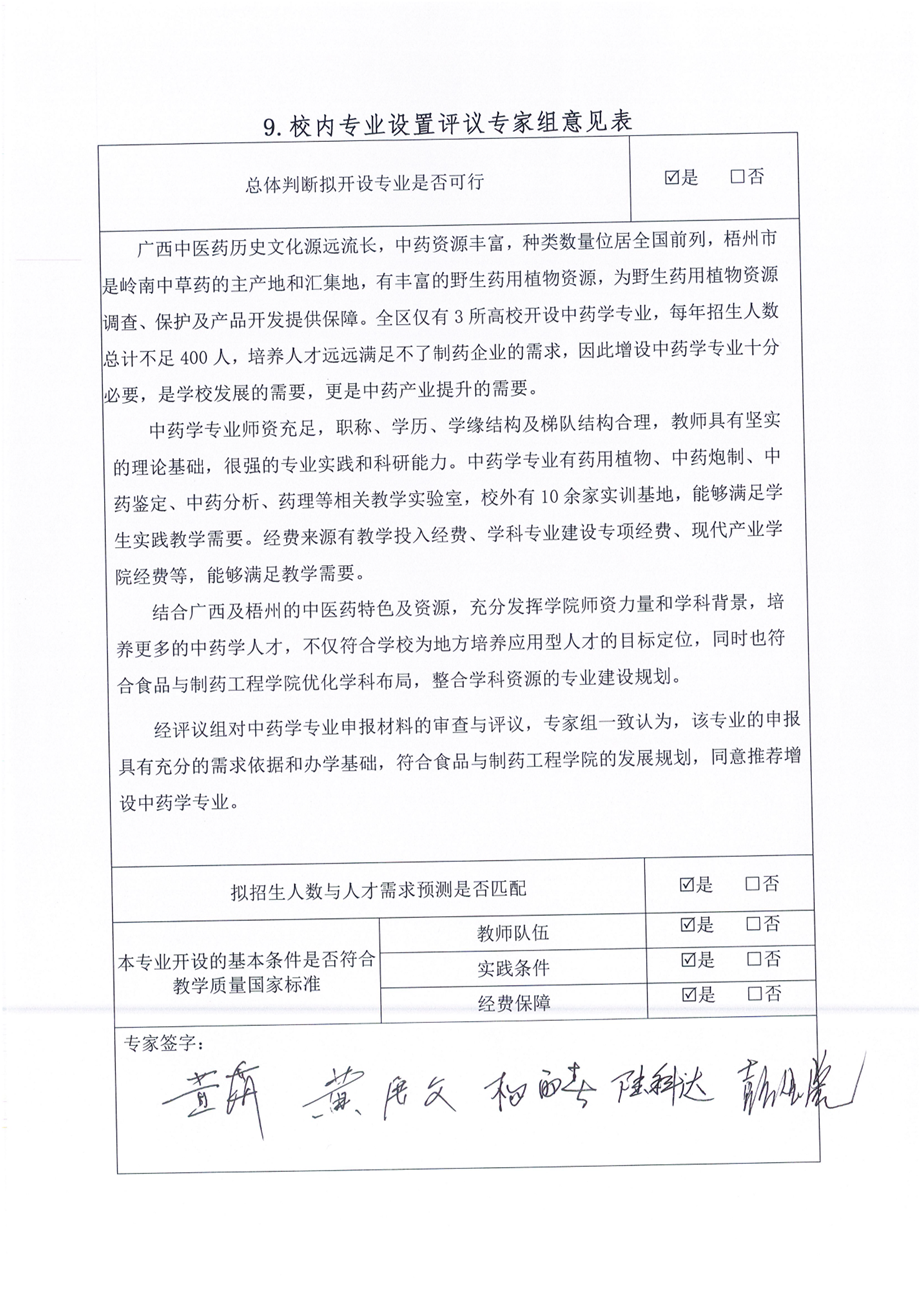 9.校内专业设置评议专家组意见表
总体判断拟开设专业是否可行 ☑是 □否
广西中医药历史文化源远流长，中药资源丰富，种类数量位居全国前列，梧州市
是岭南中草药的主产地和汇集地，有丰富的野生药用植物资源，为野生药用植物资源
调查、保护及产品开发提供保障。全区仅有 3 所高校开设中药学专业，每年招生人数
总计不足 400 人，培养人才远远满足不了制药企业的需求，因此增设中药学专业十分
必要，是学校发展的需要，更是中药产业提升的需要。
中药学专业师资充足，职称、学历、学缘结构及梯队结构合理，教师具有坚实
的理论基础，很强的专业实践和科研能力。中药学专业有药用植物、中药炮制、中
药鉴定、中药分析、药理等相关教学实验室，校外有 10 余家实训基地，能够满足学
生实践教学需要。经费来源有教学投入经费、学科专业建设专项经费、现代产业学
院经费等，能够满足教学需要。
结合广西及梧州的中医药特色及资源，充分发挥学院师资力量和学科背景，培
养更多的中药学人才，不仅符合学校为地方培养应用型人才的目标定位，同时也符
合食品与制药工程学院优化学科布局，整合学科资源的专业建设规划。
经评议组对中药学专业申报材料的审查与评议，专家组一致认为，该专业的申报
具有充分的需求依据和办学基础，符合食品与制药工程学院的发展规划，同意推荐增
设中药学专业。
拟招生人数与人才需求预测是否匹配 ☑是 □否
本专业开设的基本条件是否符合
教学质量国家标准
教师队伍 ☑是 □否
实践条件 ☑是 □否
经费保障 ☑是 □否
专家签字：
陆科达